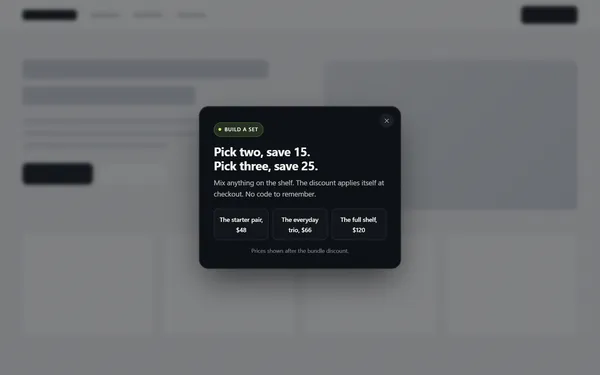 BUILD A SET
Pick two, save 15.
Pick three, save 25.
Mix anything on the shelf. The discount applies itself at
checkout. No code to remember.
The starter pair,
$48
The everyday
trio, $66
The full shelf,
$120
Prices shown after the bundle discount.